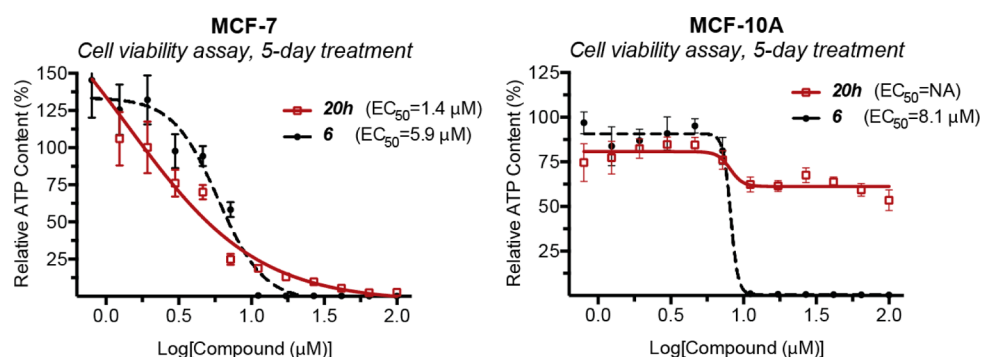 MCF-7
Cell viability assay, 5-day treatment
Relative ATP Content (%)
150
125
100
75
50
25
20h (EC50=1.4 µM)
6 (EC50=5.9 µM)
0.0 0.5 1.0 1.5 2.0
Log[Compound (µM)]
MCF-10A
Cell viability assay, 5-day treatment
Relative ATP Content (%)
125
100
75
50
25
20h (EC50=NA)
6 (EC50=8.1 µM)
0.0 0.5 1.0 1.5 2.0
Log[Compound (µM)]